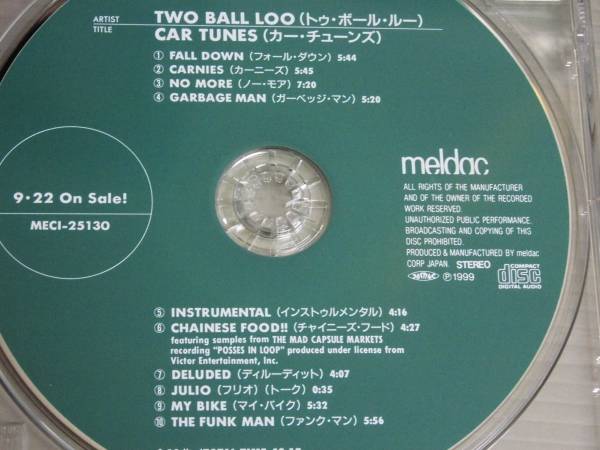 ARTIST TWO BALL LOO(トゥ・ボール・ルー)
TITLE CAR TUNES(カー・チューンズ)
① FALL DOWN(フォール・ダウン) 5:44
② CARNIES(カーニーズ) 5:45
③ NO MORE(ノー・モア) 7:20
④ GARBAGE MAN(ガーベッジ・マン) 5:20
9・22 On Sale!
MECI-25130
meldac
ALL RIGHTS OF THE MANUFACTURER
AND OF THE OWNER OF THE RECORDED
WORK RESERVED.
UNAUTHORIZED PUBLIC PERFORMANCE.
BROADCASTING AND COPYING OF THIS
DISC PROHIBITED.
PRODUCED & MANUFACTURED BY meldac
CORP JAPAN STEREO
Ⓟ1999
COMPACT
disc
DIGITAL AUDIO
⑤ INSTRUMENTAL(インストゥルメンタル) 4:16
⑥ CHAINESE FOOD!!(チャイニーズ・フード) 4:27
featuring samples from THE MAD CAPSULE MARKETS
recording "POSSES IN LOOP" produced under license from
Victor Entertainment, Inc.
⑦ DELUDED(ディルーディット) 4:07
⑧ JULIO(フリオ)(トーク) 0:35
⑨ MY BIKE(マイ・バイク) 5:32
⑩ THE FUNK MAN(ファンク・マン) 5:56